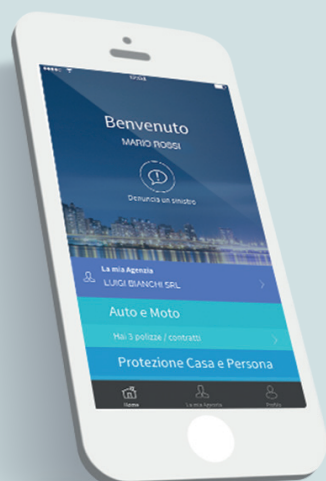 Benvenuto
MARIO ROSSI
Denuncia un sinistro
La mia Agenzia
LUIGI BIANCHI SRL
Auto e Moto
Hai 3 polizze / contratti
Protezione Casa e Persona
Home
La mia Agenzia
Profilo